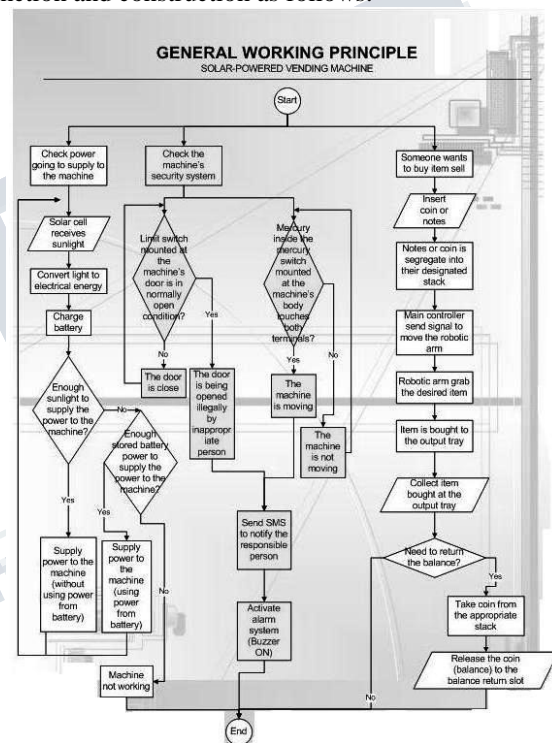 nction and construction as follows.
GENERAL WORKING PRINCIPLE
SOLAR-POWERED VENDING MACHINE
Start
Check power
going to supply to
the machine
Solar cell
receives
sunlight
Convert light to
electrical energy
Charge
battery
Enough
sunlight to
supply the
power to the
machine?
No
Enough
stored battery
power to
supply the
power to the
machine?
Yes
Yes
No
Supply
power to the
machine
(without
using power
from
battery)
Supply
power to the
machine
(using
power
from
battery)
Machine
not working
Check the
machine's
security system
Limit switch
mounted at
the
machine's
door is in
normally
open
condition?
Yes
No
The door
is close
The door
is being
opened
illegally
by
inappropr
iate
person
Mercury
inside the
mercury
switch
mounted
at the
machine's
body
touches
both
terminals?
Yes
No
The
machine
is moving
The
machine
is not
moving
Send SMS
to notify the
responsible
person
Activate
alarm
system
(Buzzer
ON)
Someone wants
to buy item sell
Insert
coin or
notes
Notes or coin is
segregate into
their designated
stack
Main controller
send signal to
move the robotic
arm
Robotic arm grab
the desired item
Item is bought to
the output tray
Collect item
bought at the
output tray
Need to return
the balance?
Yes
No
Take coin from
the appropriate
stack
Release the coin
(balance) to the
balance return slot
End